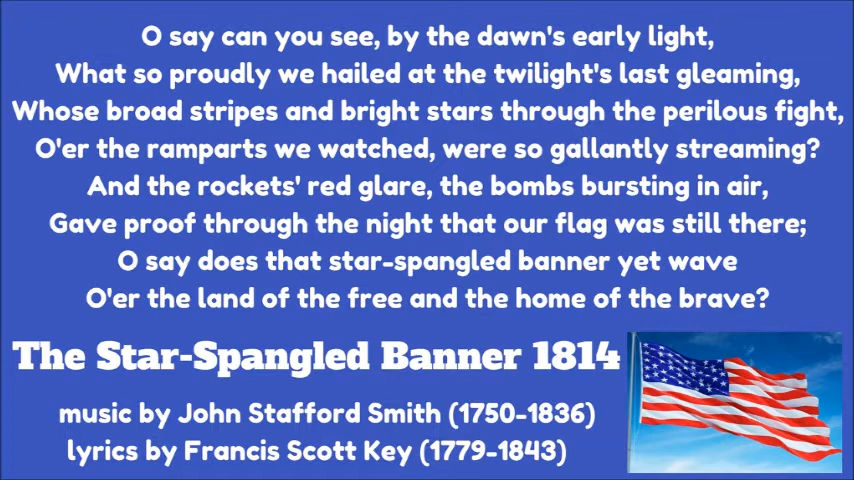 O say can you see, by the dawn's early light,
What so proudly we hailed at the twilight's last gleaming,
Whose broad stripes and bright stars through the perilous fight,
O'er the ramparts we watched, were so gallantly streaming?
And the rockets' red glare, the bombs bursting in air,
Gave proof through the night that our flag was still there;
O say does that star-spangled banner yet wave
O'er the land of the free and the home of the brave?
The Star-Spangled Banner 1814
music by John Stafford Smith (1750-1836)
lyrics by Francis Scott Key (1779-1843)